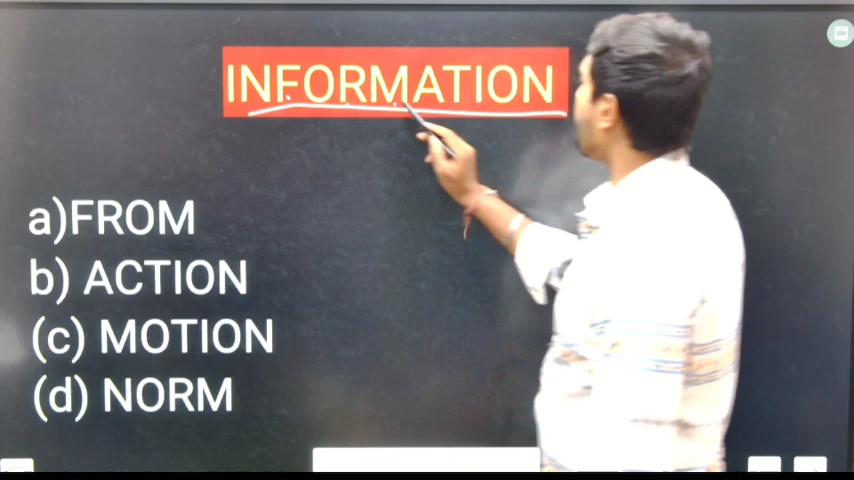 INFORMATION
a)FROM
b) ACTION
(c) MOTION
(d) NORM